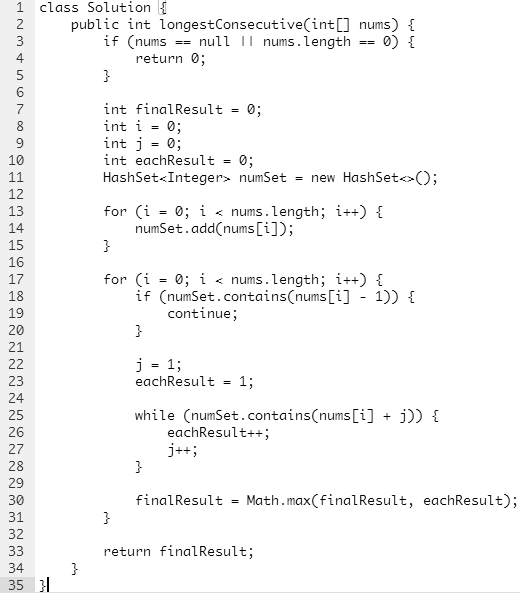 1 class Solution {
2     public int longestConsecutive(int[] nums) {
3         if (nums == null || nums.length == 0) {
4             return 0;
5         }
6
7         int finalResult = 0;
8         int i = 0;
9         int j = 0;
10         int eachResult = 0;
11         HashSet<Integer> numSet = new HashSet<>();
12
13         for (i = 0; i < nums.length; i++) {
14             numSet.add(nums[i]);
15         }
16
17         for (i = 0; i < nums.length; i++) {
18             if (numSet.contains(nums[i] - 1)) {
19                 continue;
20             }
21
22             j = 1;
23             eachResult = 1;
24
25             while (numSet.contains(nums[i] + j)) {
26                 eachResult++;
27                 j++;
28             }
29
30             finalResult = Math.max(finalResult, eachResult);
31         }
32
33         return finalResult;
34     }
35 }